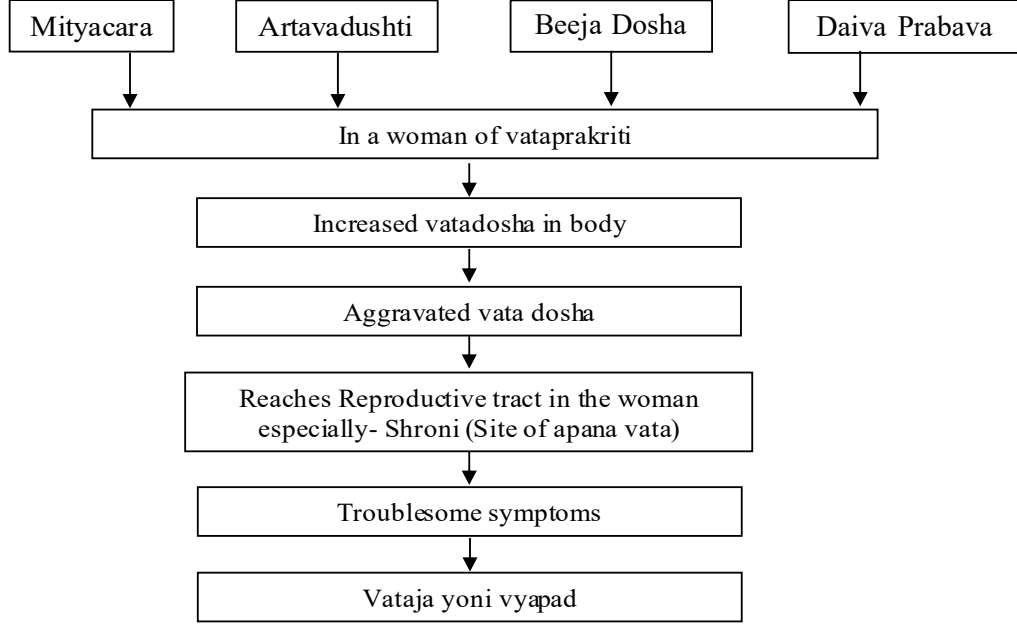 Mityacara
Artavadushti
Beeja Dosha
Daiva Prabava
In a woman of vataprakriti
Increased vatadosha in body
Aggravated vata dosha
Reaches Reproductive tract in the woman
especially- Shroni (Site of apana vata)
Troublesome symptoms
Vataja yoni vyapad